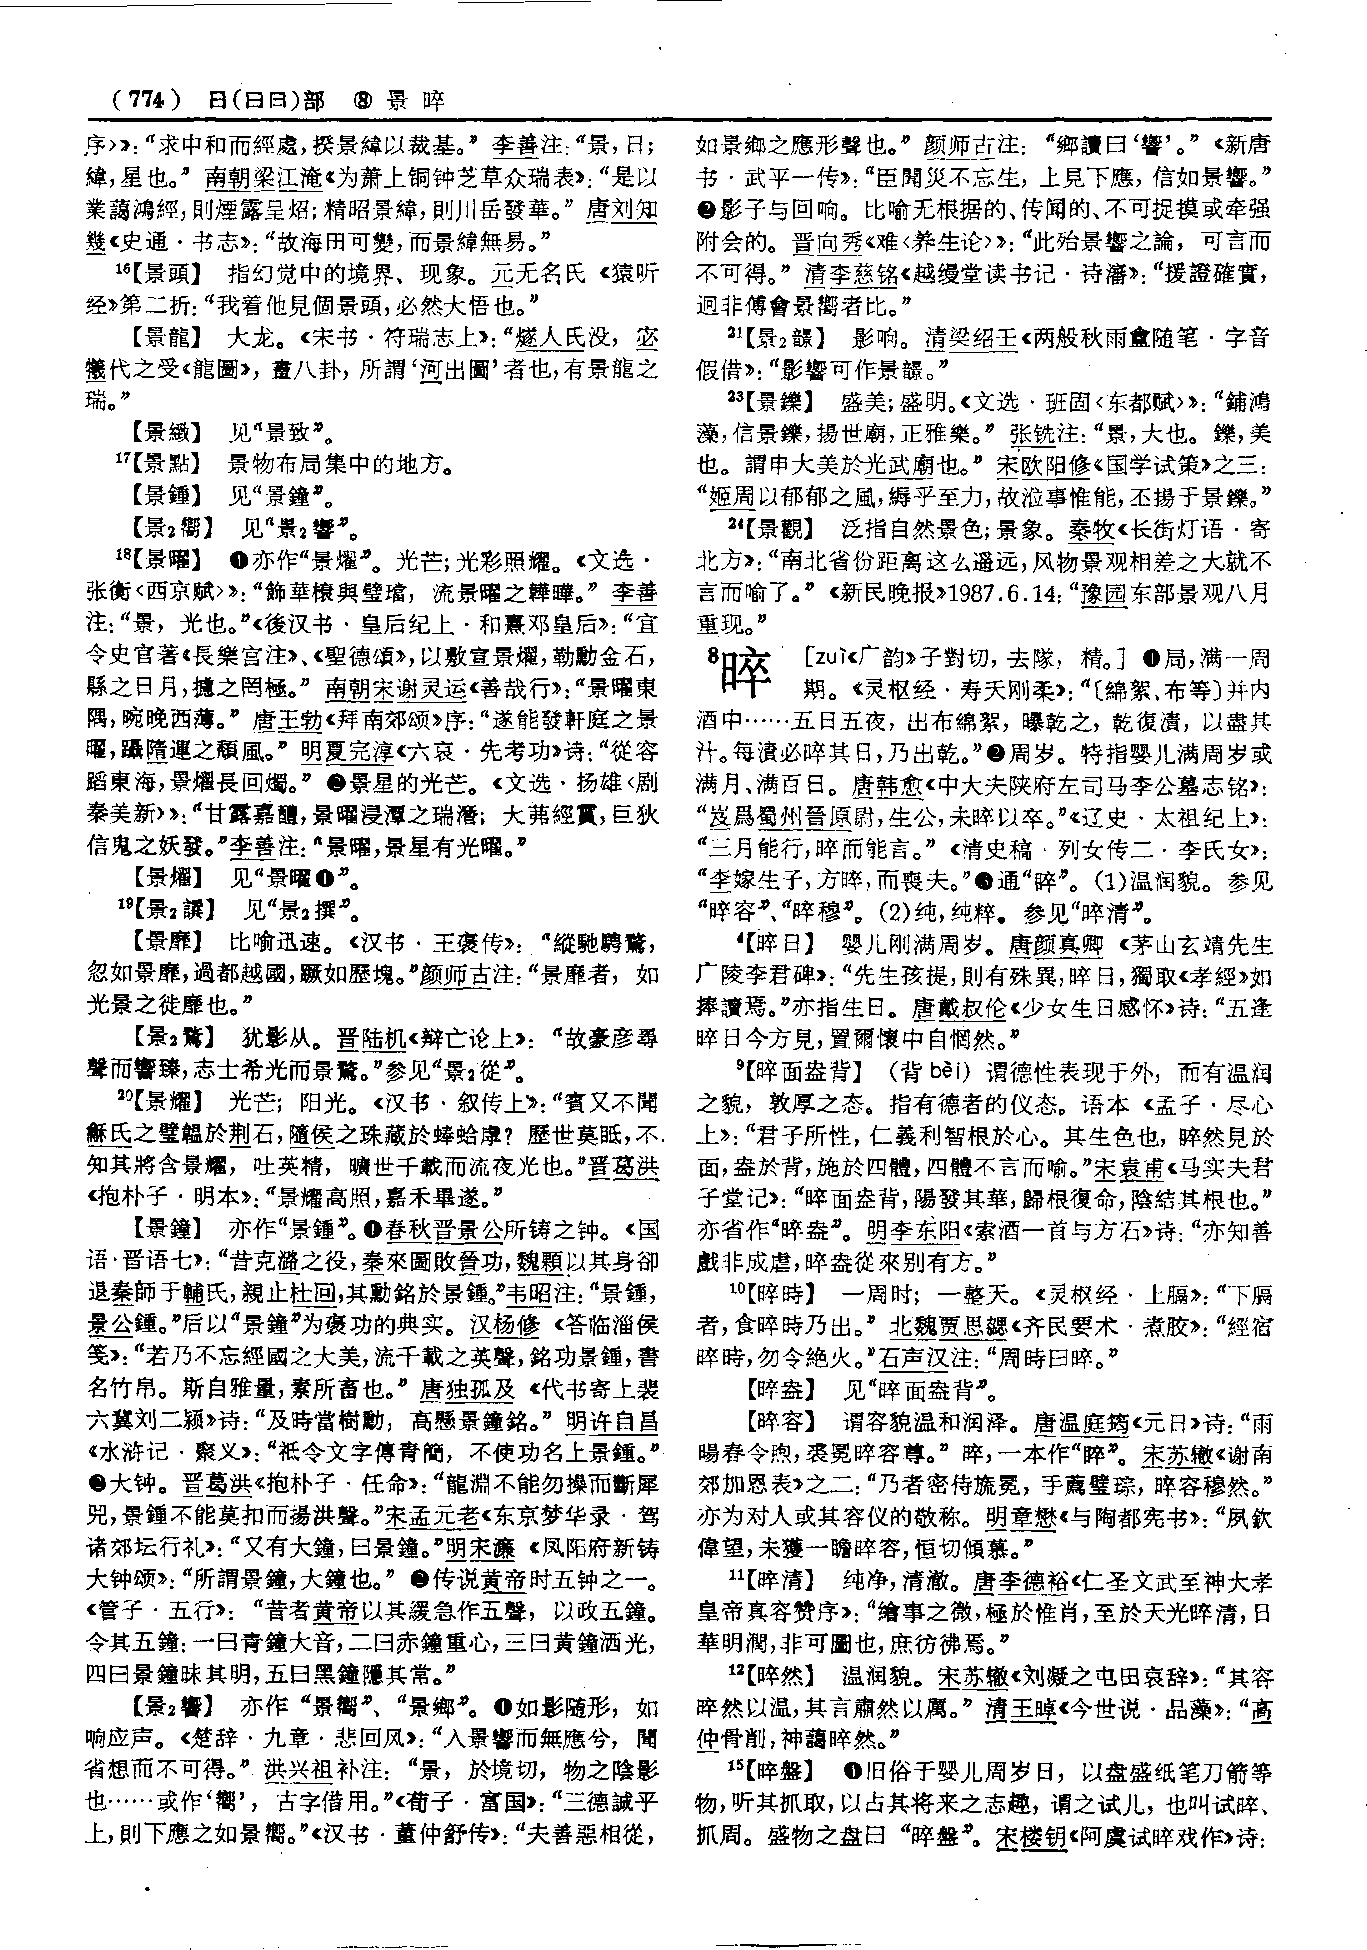 (774) 日(曰⺜)部 ⑧ 景 晬
序〉》：“求中和而經處，揆景緯以裁基。” 李善注：“景，日；
緯，星也。” 南朝梁江淹《为萧上铜钟芝草众瑞表》：“是以
業藹鴻經，則煙露呈炤；精昭景緯，則川岳發華。” 唐刘知
幾《史通·书志》：“故海田可變，而景緯無易。”
16【景頭】 指幻觉中的境界、现象。元无名氏《猿听
经》第二折：“我着他見個景頭，必然大悟也。”
【景龍】 大龙。《宋书·符瑞志上》：“燧人氏没，宓
犧代之受《龍圖》，畫八卦，所謂‘河出圖’者也，有景龍之
瑞。”
【景緻】 见“景致”。
17【景點】 景物布局集中的地方。
【景鍾】 见“景鐘”。
【景2嚮】 见“景2響”。
18【景曜】 ❶亦作“景燿”。光芒；光彩照耀。《文选·
张衡〈西京赋〉》：“飾華榱與璧璫，流景曜之韡曄。” 李善
注：“景，光也。”《後汉书·皇后纪上·和熹邓皇后》：“宜
令史官著《長樂宫注》、《聖德頌》，以敷宣景燿，勒勳金石，
縣之日月，攄之罔極。” 南朝宋谢灵运《善哉行》：“景曜東
隅，晼晚西薄。” 唐王勃《拜南郊颂》序：“遂能發軒庭之景
曜，躡隋運之頽風。” 明夏完淳《六哀·先考功》诗：“從容
蹈東海，景燿長回燭。” ❷景星的光芒。《文选·扬雄〈剧
秦美新〉》：“甘露嘉醴，景曜浸潭之瑞潛；大茀經霣，巨狄
信鬼之妖發。”李善注：“景曜，景星有光曜。”
【景燿】 见“景曜❶”。
19【景2譔】 见“景2撰”。
【景靡】 比喻迅速。《汉书·王褒传》：“縱馳騁騖，
忽如景靡，過都越國，蹶如歷塊。”颜师古注：“景靡者，如
光景之徙靡也。”
【景2騖】 犹影从。晋陆机《辩亡论上》：“故豪彦尋
聲而響臻，志士希光而景騖。”参见“景2從”。
20【景耀】 光芒；阳光。《汉书·叙传上》：“賓又不聞
龢氏之璧韞於荆石，隨侯之珠藏於蜯蛤虖？歷世莫眡，不
知其將含景耀，吐英精，曠世千載而流夜光也。”晋葛洪
《抱朴子·明本》：“景耀高照，嘉禾畢遂。”
【景鐘】 亦作“景鍾”。❶春秋晋景公所铸之钟。《国
语·晋语七》：“昔克潞之役，秦來圖敗晉功，魏顆以其身卻
退秦師于輔氏，親止杜回，其勳銘於景鍾。”韦昭注：“景鍾，
景公鍾。”后以“景鐘”为褒功的典实。汉杨修《答临淄侯
笺》：“若乃不忘經國之大美，流千載之英聲，銘功景鍾，書
名竹帛。斯自雅量，素所畜也。” 唐独孤及《代书寄上裴
六冀刘二颍》诗：“及時當樹勳，高懸景鐘銘。” 明许自昌
《水浒记·聚义》：“祗令文字傳青簡，不使功名上景鍾。”
❷大钟。晋葛洪《抱朴子·任命》：“龍淵不能勿操而斷犀
兕，景鍾不能莫扣而揚洪聲。”宋孟元老《东京梦华录·驾
诸郊坛行礼》：“又有大鐘，曰景鐘。”明宋濂《凤阳府新铸
大钟颂》：“所謂景鐘，大鐘也。” ❸传说黄帝时五钟之一。
《管子·五行》：“昔者黄帝以其緩急作五聲，以政五鐘。
令其五鐘：一曰青鐘大音，二曰赤鐘重心，三曰黄鐘洒光，
四曰景鐘昧其明，五曰黑鐘隱其常。”
【景2響】 亦作“景嚮”、“景鄉”。❶如影随形，如
响应声。《楚辞·九章·悲回风》：“入景響而無應兮，聞
省想而不可得。” 洪兴祖补注：“景，於境切，物之陰影
也……或作‘嚮’，古字借用。”《荀子·富国》：“三德誠乎
上，則下應之如景嚮。”《汉书·董仲舒传》：“夫善惡相從，
如景鄉之應形聲也。” 颜师古注：“鄉讀曰‘響’。”《新唐
书·武平一传》：“臣聞災不忘生，上見下應，信如景響。”
❷影子与回响。比喻无根据的、传闻的、不可捉摸或牵强
附会的。晋向秀《难〈养生论〉》：“此殆景響之論，可言而
不可得。” 清李慈铭《越缦堂读书记·诗瀋》：“援證確實，
迥非傅會景嚮者比。”
21【景2䪨】 影响。清梁绍壬《两般秋雨盦随笔·字音
假借》：“影響可作景䪨。”
23【景鑠】 盛美；盛明。《文选·班固〈东都赋〉》：“鋪鴻
藻，信景鑠，揚世廟，正雅樂。” 张铣注：“景，大也。鑠，美
也。謂申大美於光武廟也。” 宋欧阳修《国学试策》之三：
“姬周以郁郁之風，縟乎至力，故涖事惟能，丕揚于景鑠。”
24【景觀】 泛指自然景色；景象。秦牧《长街灯语·寄
北方》：“南北省份距离这么遥远，风物景观相差之大就不
言而喻了。”《新民晚报》1987.6.14：“豫园东部景观八月
重现。”
8晬 [zuì《广韵》子對切，去隊，精。] ❶局，满一周
期。《灵枢经·寿夭刚柔》：“〔綿絮、布等〕并内
酒中……五日五夜，出布綿絮，曝乾之，乾復漬，以盡其
汁。每漬必晬其日，乃出乾。”❷周岁。特指婴儿满周岁或
满月、满百日。唐韩愈《中大夫陕府左司马李公墓志铭》：
“岌爲蜀州晉原尉，生公，未晬以卒。”《辽史·太祖纪上》：
“三月能行，晬而能言。”《清史稿·列女传二·李氏女》：
“李嫁生子，方晬，而喪夫。”❸通“睟”。(1)温润貌。参见
“晬容”、“晬穆”。(2)纯，纯粹。参见“晬清”。
4【晬日】 婴儿刚满周岁。唐颜真卿《茅山玄靖先生
广陵李君碑》：“先生孩提，則有殊異，晬日，獨取《孝經》如
捧讀焉。”亦指生日。唐戴叔伦《少女生日感怀》诗：“五逢
晬日今方見，置爾懷中自惘然。”
9【晬面盎背】 （背 bèi）谓德性表现于外，而有温润
之貌，敦厚之态。指有德者的仪态。语本《孟子·尽心
上》：“君子所性，仁義利智根於心。其生色也，睟然見於
面，盎於背，施於四體，四體不言而喻。”宋袁甫《马实夫君
子堂记》：“晬面盎背，陽發其華，歸根復命，陰結其根也。”
亦省作“晬盎”。明李东阳《索酒一首与方石》诗：“亦知善
戲非成虐，晬盎從來别有方。”
10【晬時】 一周时；一整天。《灵枢经·上膈》：“下膈
者，食晬時乃出。” 北魏贾思勰《齐民要术·煮胶》：“經宿
晬時，勿令絶火。”石声汉注：“周時曰晬。”
【晬盎】 见“晬面盎背”。
【晬容】 谓容貌温和润泽。唐温庭筠《元日》诗：“雨
暘春令煦，裘冕晬容尊。” 晬，一本作“睟”。宋苏辙《谢南
郊加恩表》之二：“乃者密侍旒冕，手薦璧琮，晬容穆然。”
亦为对人或其容仪的敬称。明章懋《与陶都宪书》：“夙欽
偉望，未獲一瞻晬容，恒切傾慕。”
11【晬清】 纯净，清澈。唐李德裕《仁圣文武至神大孝
皇帝真容赞序》：“繪事之微，極於惟肖，至於天光晬清，日
華明潤，非可圖也，庶彷彿焉。”
12【晬然】 温润貌。宋苏辙《刘凝之屯田哀辞》：“其容
晬然以温，其言肅然以厲。” 清王晫《今世说·品藻》：“高
仲骨削，神藹晬然。”
15【晬盤】 ❶旧俗于婴儿周岁日，以盘盛纸笔刀箭等
物，听其抓取，以占其将来之志趣，谓之试儿，也叫试晬、
抓周。盛物之盘曰“晬盤”。宋楼钥《阿虞试晬戏作》诗：